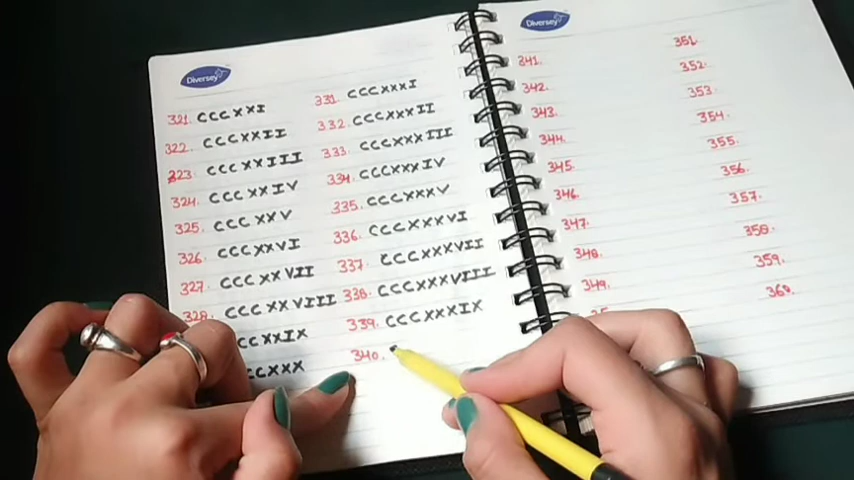 Diversey
321. CCCXXI
322. CCCXXII
323. CCCXXIII
324. CCCXXIV
325. CCCXXV
326. CCCXXVI
327. CCCXXVII
328. CCCXXVIII
CCXXIX
CCXXX
331. CCCXXXI
332. CCCXXXII
333. CCCXXXIII
334. CCCXXXIV
335. CCCXXXV
336. CCCXXXVI
337. CCCXXXVII
338. CCCXXXVIII
339. CCCXXXIX
340.
Diversey
341.
342.
343.
344.
345.
346.
347.
348.
349.
351.
352.
353.
354.
355.
356.
357.
358.
359.
360.